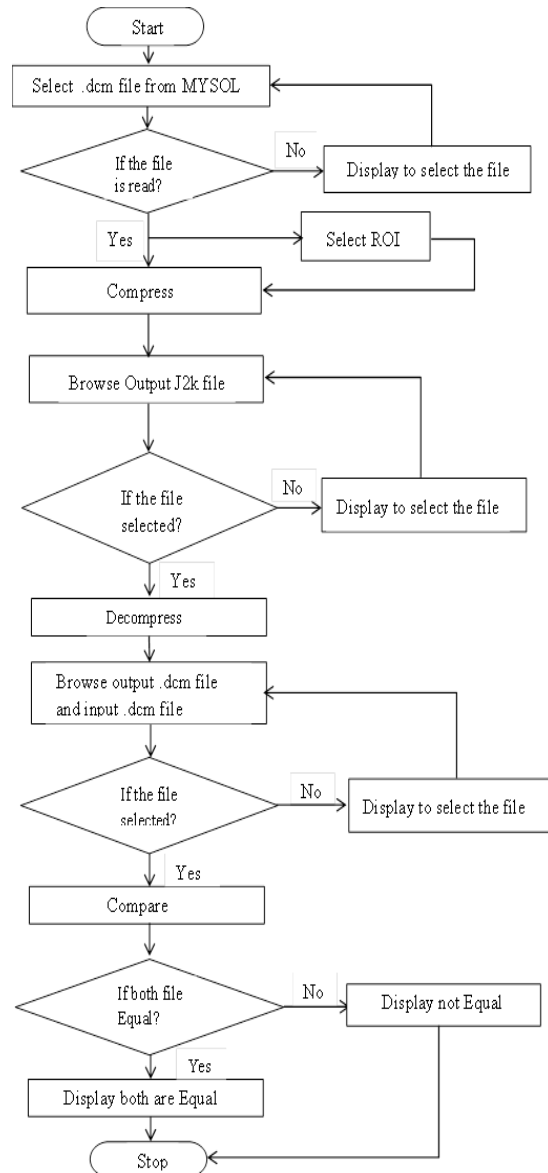 Start
Select .dcm file from MYSQL
If the file
is read?
No
Display to select the file
Yes
Select ROI
Compress
Browse Output J2k file
If the file
selected?
No
Display to select the file
Yes
Decompress
Browse output .dcm file
and input .dcm file
If the file
selected?
No
Display to select the file
Yes
Compare
If both file
Equal?
No
Display not Equal
Yes
Display both are Equal
Stop